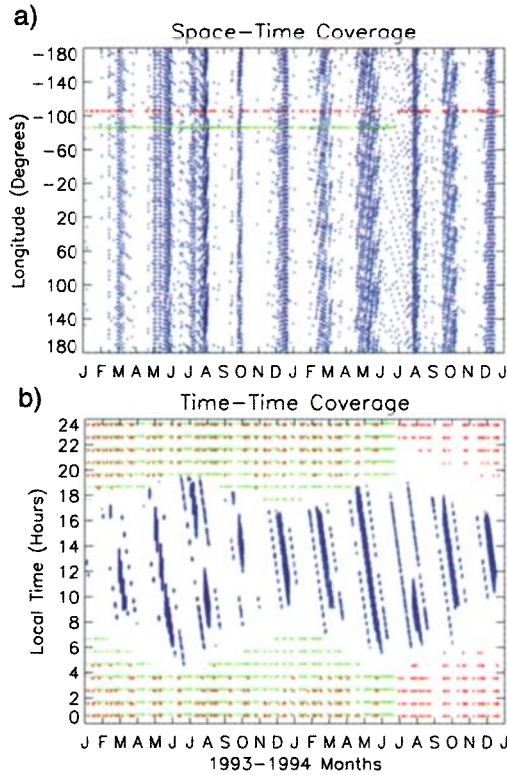 a)
Space-Time Coverage
Longitude (Degrees)
-180
-140
-100
-60
-20
20
60
100
140
180
J F M A M J J A S O N D J F M A M J J A S O N D J
b)
Time-Time Coverage
Local Time (Hours)
24
22
20
18
16
14
12
10
8
6
4
2
0
J F M A M J J A S O N D J F M A M J J A S O N D J
1993-1994 Months